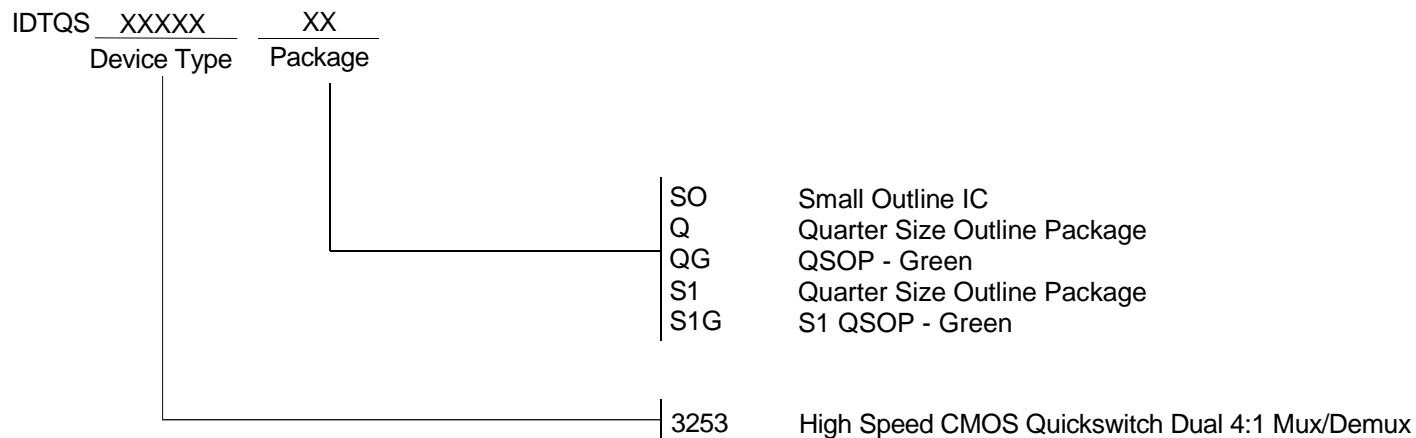 IDTQS XXXXX XX
Device Type Package
SO Small Outline IC
Q Quarter Size Outline Package
QG QSOP - Green
S1 Quarter Size Outline Package
S1G S1 QSOP - Green
3253 High Speed CMOS Quickswitch Dual 4:1 Mux/Demux